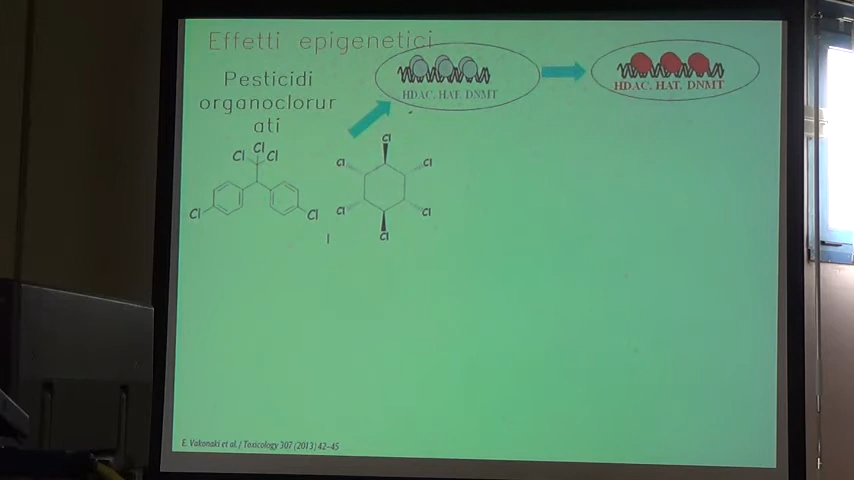 Effetti epigenetici
Pesticidi
organoclorur
ati
HDAC. HAT. DNMT
HDAC. HAT. DNMT
Cl
Cl
Cl
Cl
Cl
Cl
Cl
Cl
Cl
Cl
Cl
E. Vakonaki et al. / Toxicology 307 (2013) 42–45